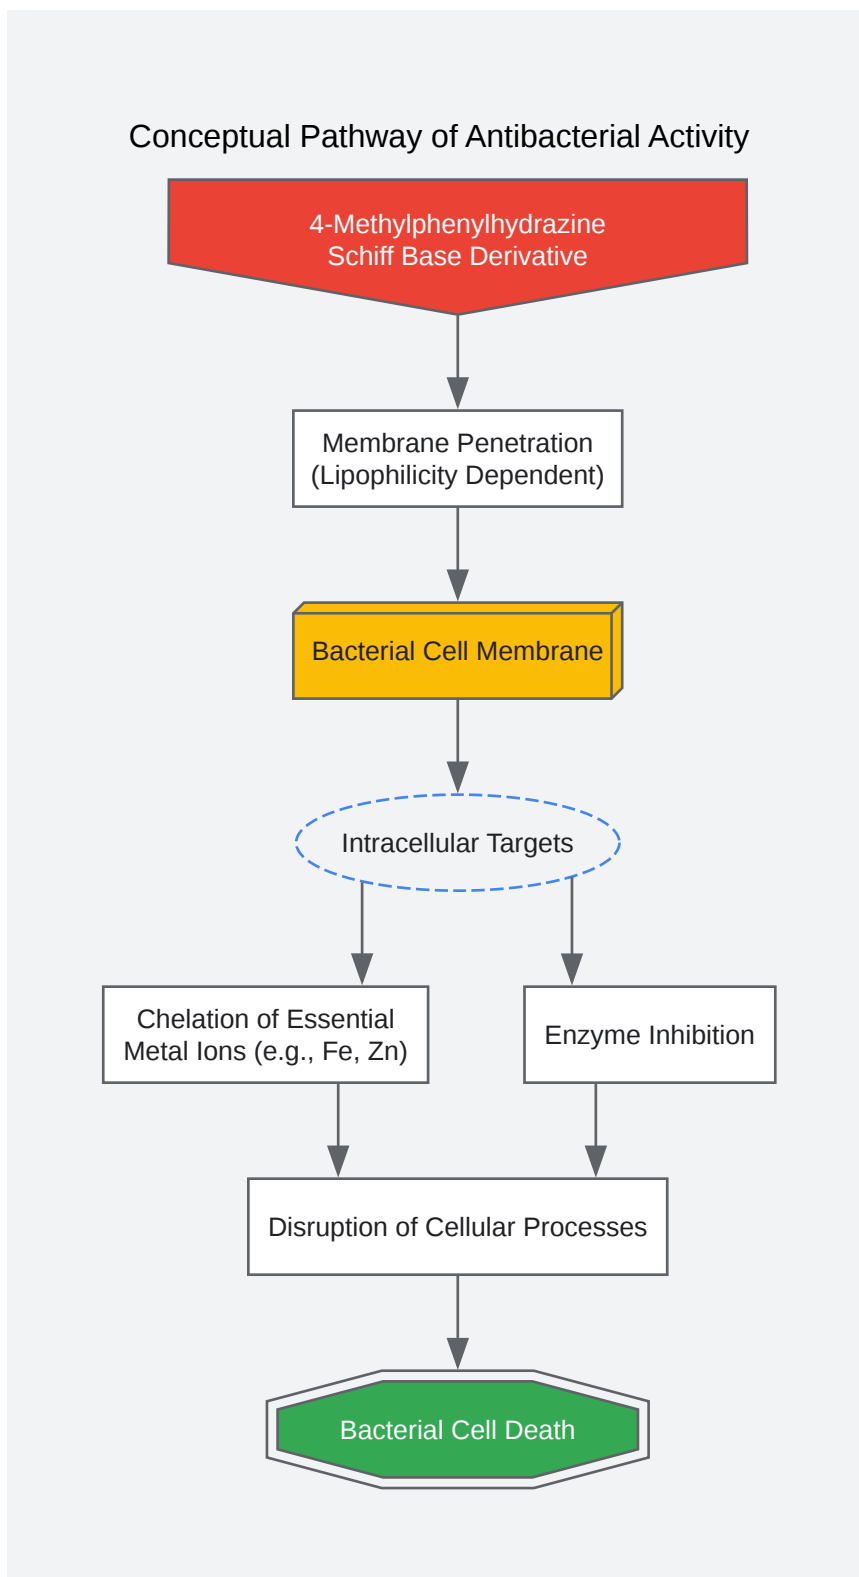 Conceptual Pathway of Antibacterial Activity
4-Methylphenylhydrazine
Schiff Base Derivative
Membrane Penetration
(Lipophilicity Dependent)
Bacterial Cell Membrane
Intracellular Targets
Chelation of Essential
Metal Ions (e.g., Fe, Zn)
Enzyme Inhibition
Disruption of Cellular Processes
Bacterial Cell Death